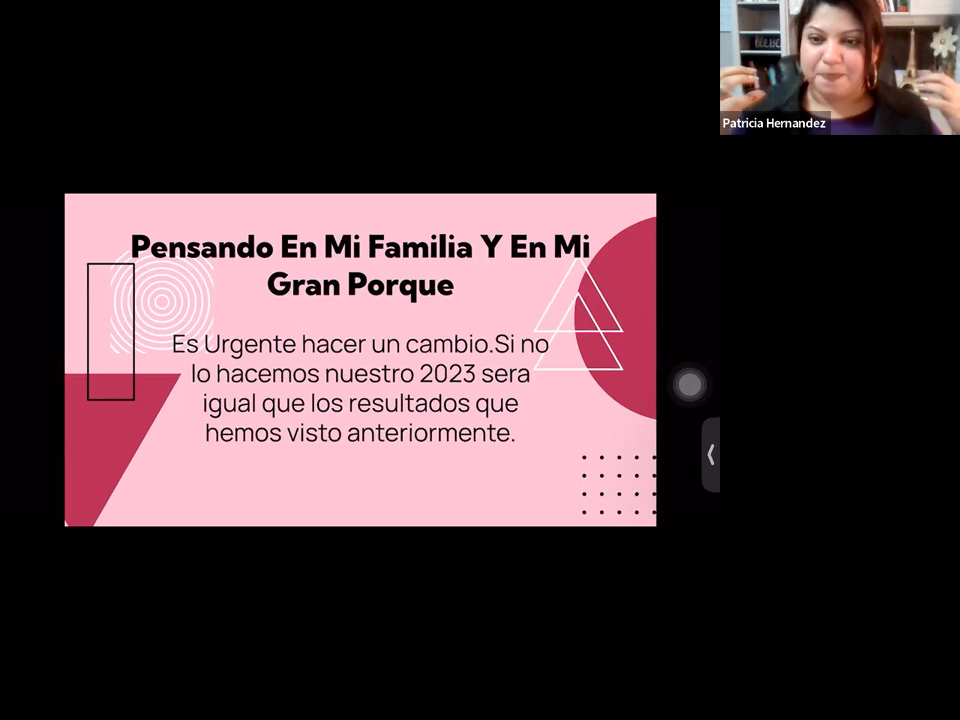 Patricia Hernandez
Pensando En Mi Familia Y En Mi
Gran Porque
Es Urgente hacer un cambio.Si no
lo hacemos nuestro 2023 sera
igual que los resultados que
hemos visto anteriormente.